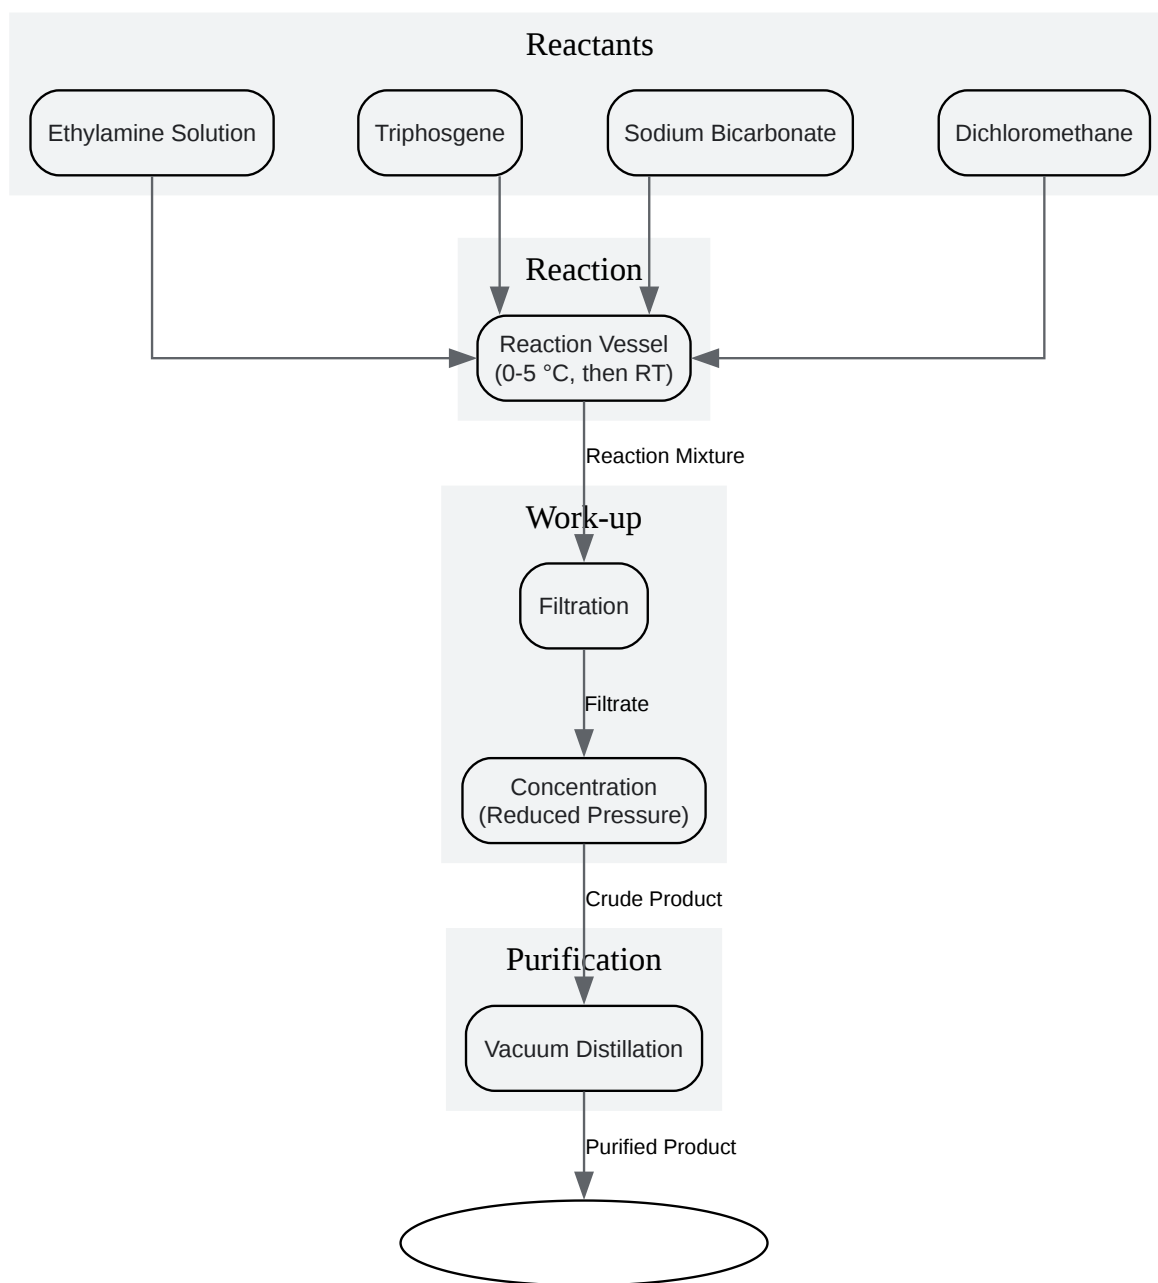 Reactants
Ethylamine Solution
Triphosgene
Sodium Bicarbonate
Dichloromethane
Reaction
Reaction Vessel
(0-5 °C, then RT)
Reaction Mixture
Work-up
Filtration
Filtrate
Concentration
(Reduced Pressure)
Crude Product
Purification
Vacuum Distillation
Purified Product